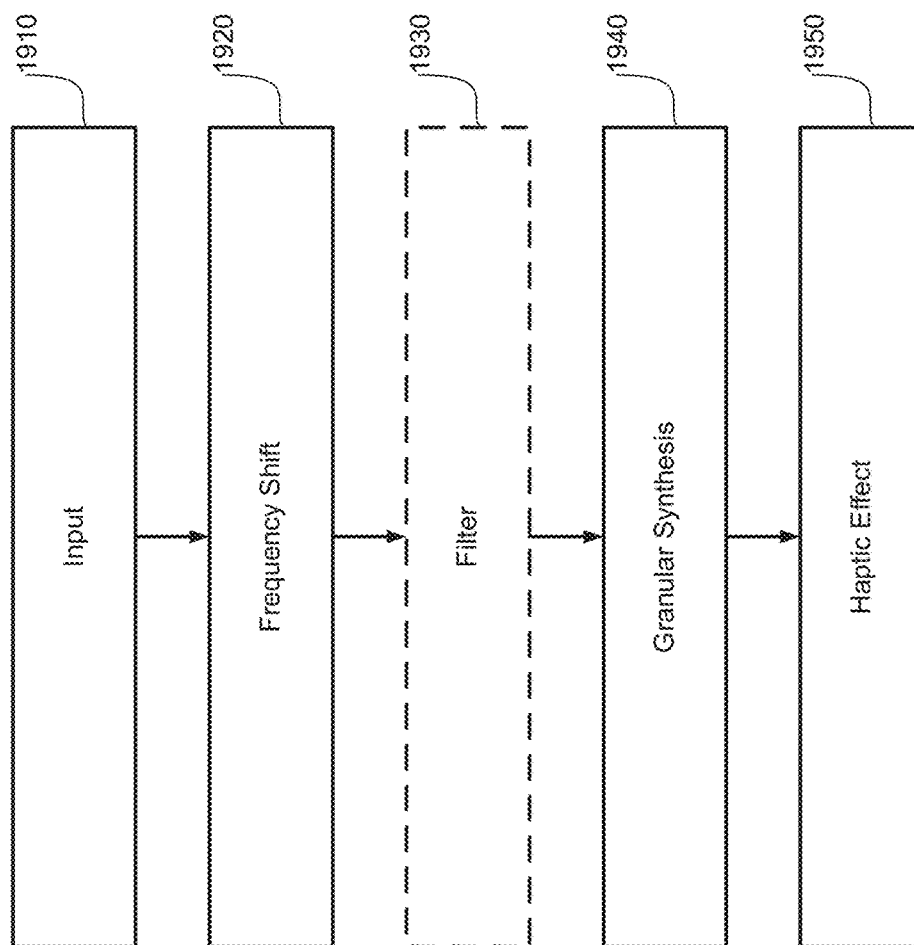 Input
1910
Frequency Shift
1920
Filter
1930
Granular Synthesis
1940
Haptic Effect
1950